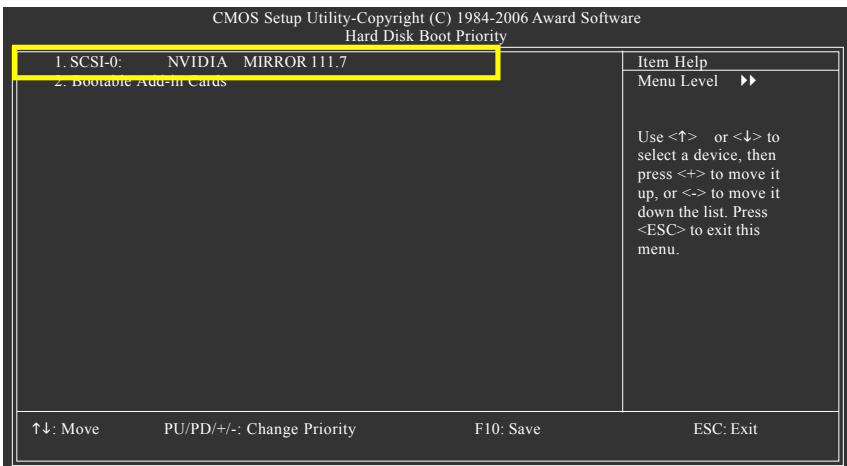 CMOS Setup Utility-Copyright (C) 1984-2006 Award Software
Hard Disk Boot Priority
1. SCSI-0: NVIDIA MIRROR 111.7
2. Bootable Add-in Cards
Item Help
Menu Level ▸▸
Use <↑> or <↓> to
select a device, then
press <+> to move it
up, or <-> to move it
down the list. Press
<ESC> to exit this
menu.
↑↓: Move PU/PD/+/-: Change Priority F10: Save ESC: Exit